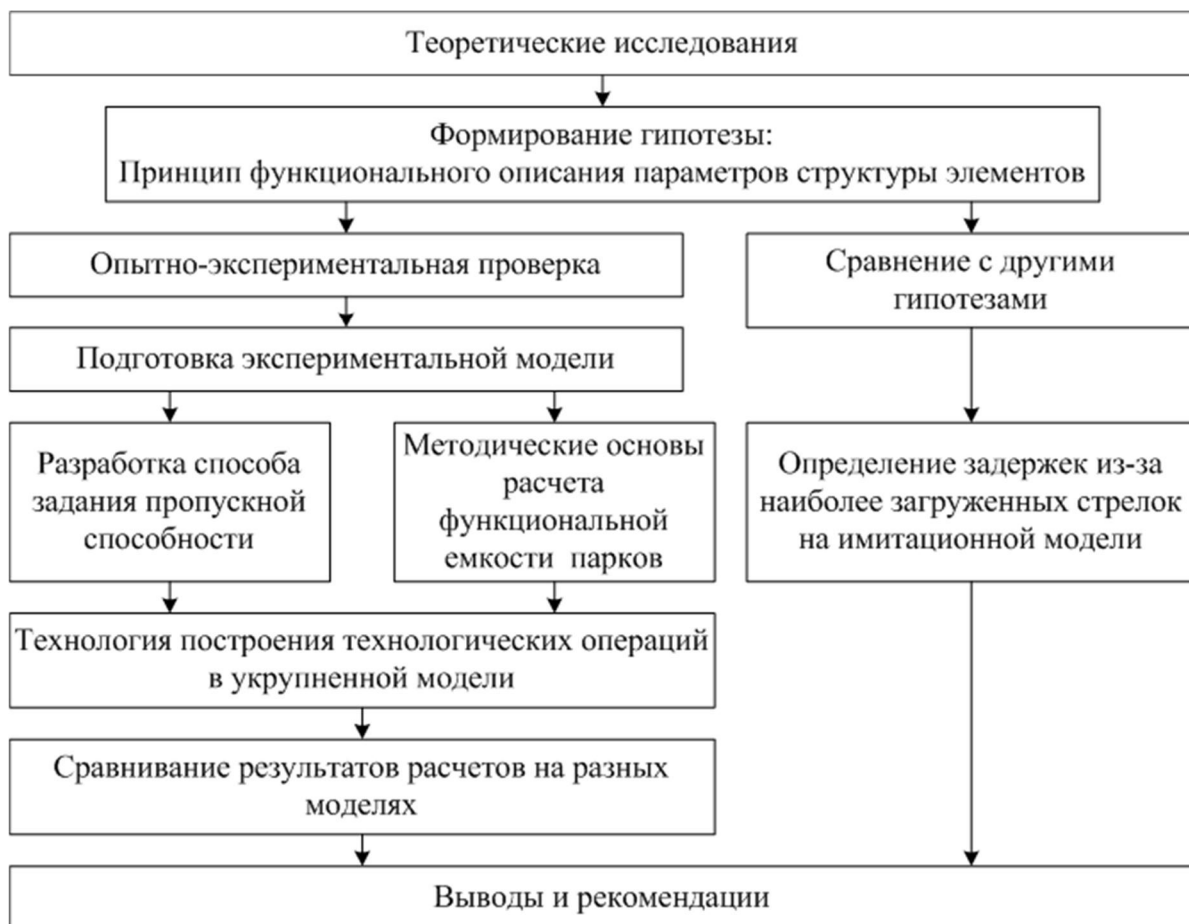 Теоретические исследования
Формирование гипотезы:
Принцип функционального описания параметров структуры элементов
Опытно-экспериментальная проверка
Сравнение с другими
гипотезами
Подготовка экспериментальной модели
Разработка способа
задания пропускной
способности
Методические основы
расчета
функциональной
емкости парков
Определение задержек из-за
наиболее загруженных стрелок
на имитационной модели
Технология построения технологических операций
в укрупненной модели
Сравнивание результатов расчетов на разных
моделях
Выводы и рекомендации